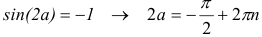 sin(2a) = −1 → 2a = −π/2 + 2πn